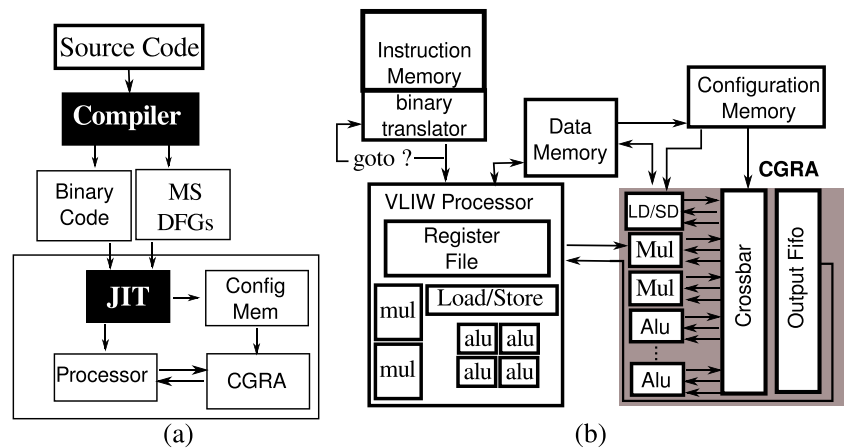 Source Code
Compiler
Binary
Code
MS
DFGs
JIT
Config
Mem
Processor
CGRA
(a)
Instruction
Memory
binary
translator
goto ?
Data
Memory
Configuration
Memory
CGRA
VLIW Processor
Register
File
mul
Load/Store
alu alu
mul
alu alu
LD/SD
Mul
Mul
Alu
Alu
Crossbar
Output Fifo
(b)